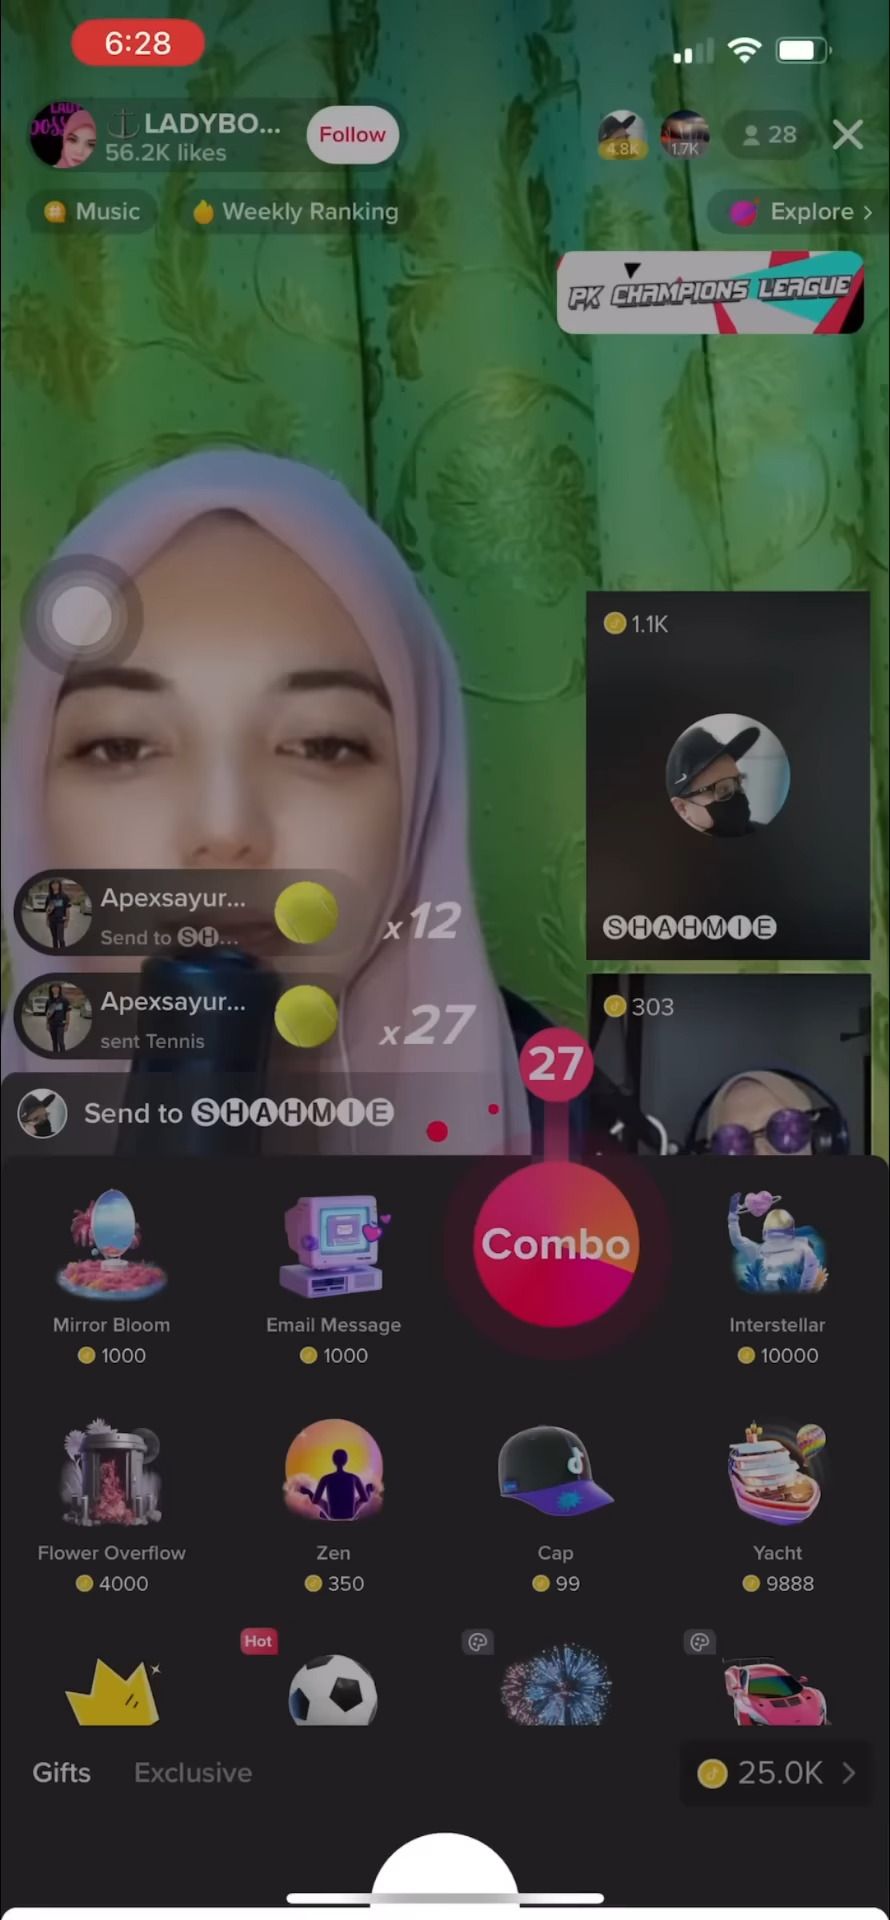 6:28
LADYBO...
56.2K likes
Follow
4.8K
1.7K
28
Music
Weekly Ranking
Explore >
PK CHAMPIONS LEAGUE
1.1K
ⓈⒽⒶⒽⓂⒾⒺ
Apexsayur...
Send to ⓈⒽ...
x12
Apexsayur...
sent Tennis
x27
303
27
Send to ⓈⒽⒶⒽⓂⒾⒺ
Combo
Mirror Bloom
1000
Email Message
1000
Interstellar
10000
Flower Overflow
4000
Zen
350
Cap
99
Yacht
9888
Hot
Gifts
Exclusive
25.0K >